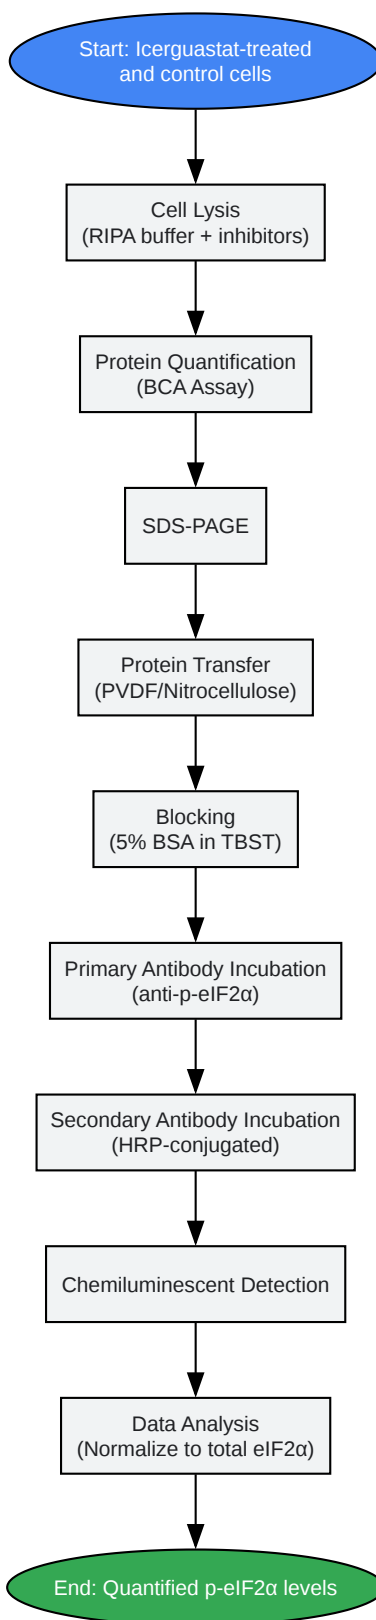 Start: Icerguastat-treated
and control cells
Cell Lysis
(RIPA buffer + inhibitors)
Protein Quantification
(BCA Assay)
SDS-PAGE
Protein Transfer
(PVDF/Nitrocellulose)
Blocking
(5% BSA in TBST)
Primary Antibody Incubation
(anti-p-eIF2α)
Secondary Antibody Incubation
(HRP-conjugated)
Chemiluminescent Detection
Data Analysis
(Normalize to total eIF2α)
End: Quantified p-eIF2α levels